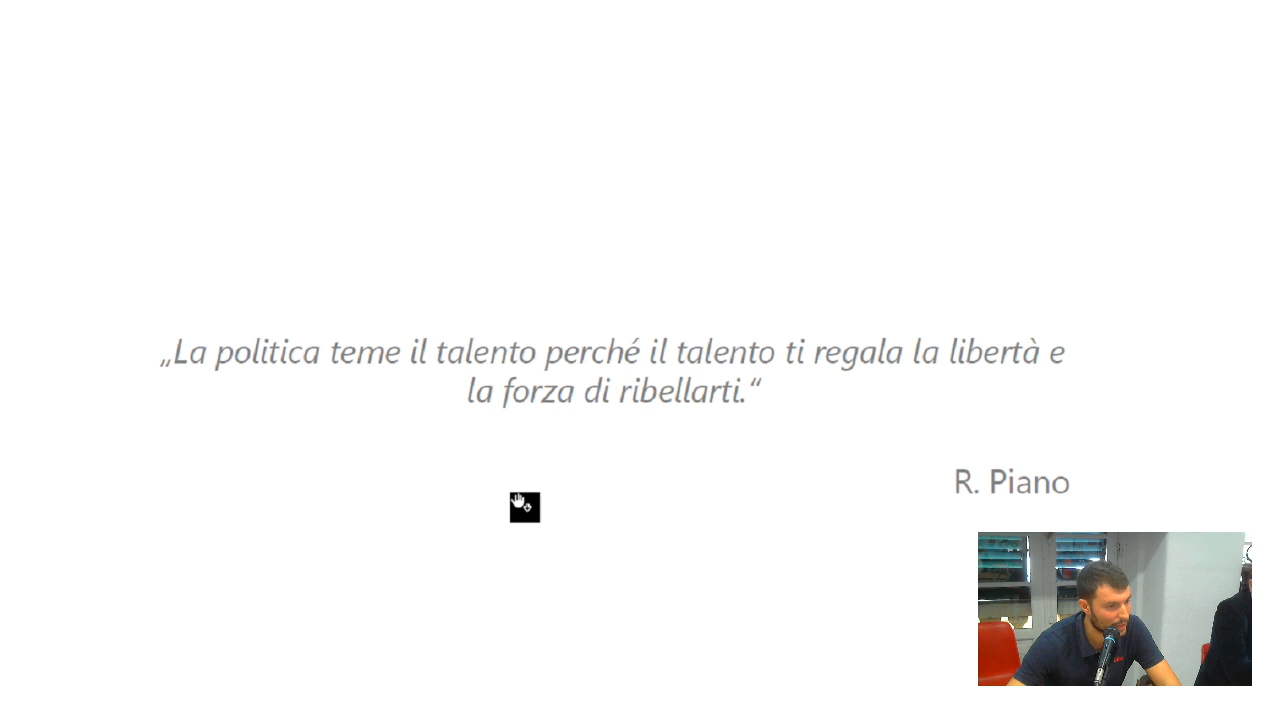 „La politica teme il talento perché il talento ti regala la libertà e
la forza di ribellarti.“
R. Piano